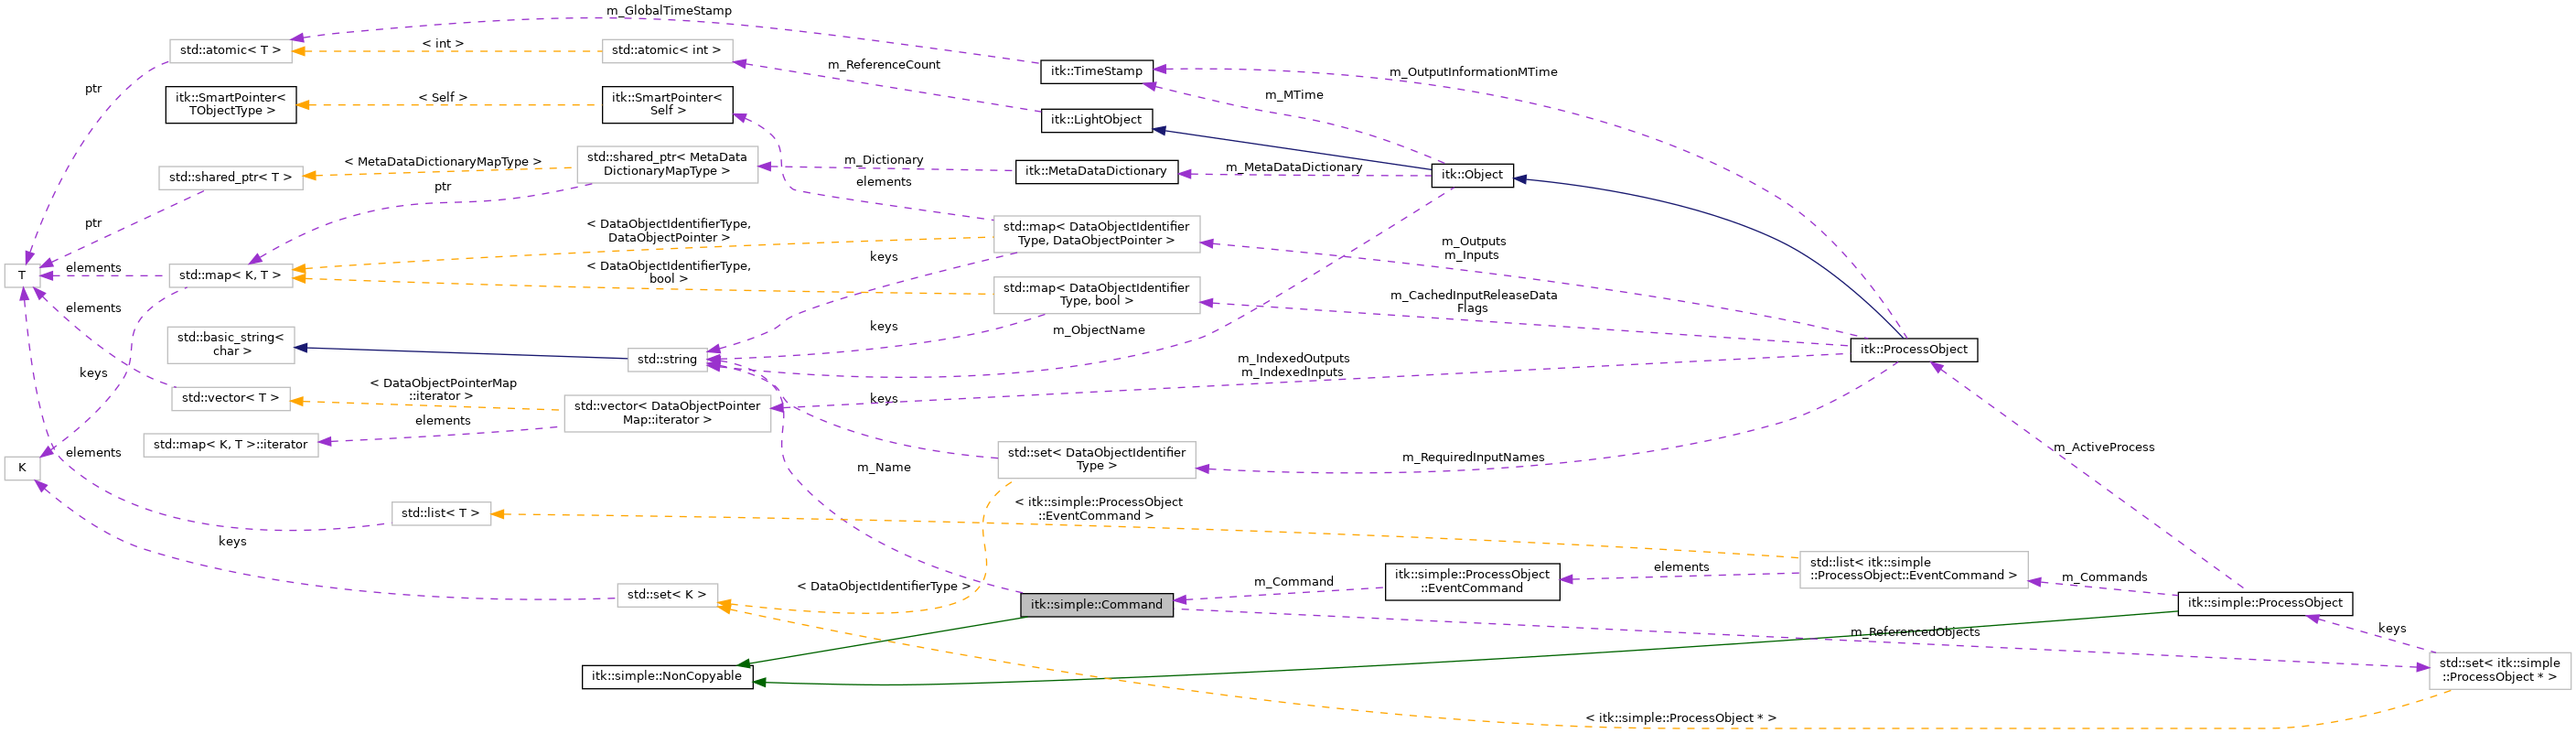 m_GlobalTimeStamp
std::atomic< T >
< int >
std::atomic< int >
m_ReferenceCount
itk::TimeStamp
m_OutputInformationMTime
ptr
itk::SmartPointer<
TObjectType >
< Self >
itk::SmartPointer<
Self >
m_MTime
itk::LightObject
std::shared_ptr< T >
< MetaDataDictionaryMapType >
std::shared_ptr< MetaData
DictionaryMapType >
m_Dictionary
itk::MetaDataDictionary
m_MetaDataDictionary
itk::Object
ptr
elements
ptr
< DataObjectIdentifierType,
DataObjectPointer >
std::map< DataObjectIdentifier
Type, DataObjectPointer >
m_Outputs
m_Inputs
keys
T
elements
std::map< K, T >
< DataObjectIdentifierType,
bool >
std::map< DataObjectIdentifier
Type, bool >
m_CachedInputReleaseData
Flags
elements
keys
m_ObjectName
std::basic_string<
char >
std::string
itk::ProcessObject
m_IndexedOutputs
m_IndexedInputs
keys
std::vector< T >
< DataObjectPointerMap
::iterator >
std::vector< DataObjectPointer
Map::iterator >
keys
elements
std::map< K, T >::iterator
elements
K
m_Name
std::set< DataObjectIdentifier
Type >
m_RequiredInputNames
m_ActiveProcess
std::list< T >
< itk::simple::ProcessObject
::EventCommand >
keys
std::set< K >
< DataObjectIdentifierType >
itk::simple::Command
m_Command
itk::simple::ProcessObject
::EventCommand
elements
std::list< itk::simple
::ProcessObject::EventCommand >
m_Commands
itk::simple::ProcessObject
m_ReferencedObjects
keys
itk::simple::NonCopyable
std::set< itk::simple
::ProcessObject * >
< itk::simple::ProcessObject * >